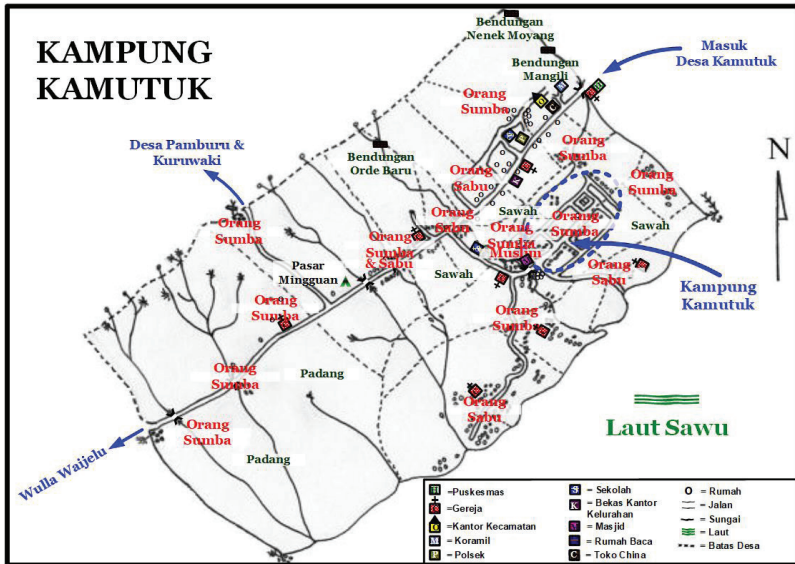 KAMPUNG
KAMUTUK
Bendungan
Nenek Moyang
Bendungan
Mangili
Masuk
Desa Kamutuk
Orang
Sumba
Desa Pamburu &
Kuruwaki
Bendungan
Orde Baru
Orang
Sumba
Orang
Sumba
N
Orang
Sabu
Sawah
Orang
Sumba
Sawah
Orang
Sumba
Orang
Sabu
Orang
Sumba
& Sabu
Orang
Sumba
Muslim
Pasar
Mingguan
Sawah
Orang
Sabu
Kampung
Kamutuk
Orang
Sumba
Orang
Sumba
Orang
Sumba
Padang
Orang
Sabu
Laut Sawu
Orang
Sumba
Wulla Waijelu
Padang
H =Puskesmas
G =Gereja
=Kantor Kecamatan
M = Koramil
P = Polsek
S = Sekolah
K = Bekas Kantor
Kelurahan
= Masjid
= Rumah Baca
C = Toko China
O = Rumah
= Jalan
= Sungai
= Laut
= Batas Desa